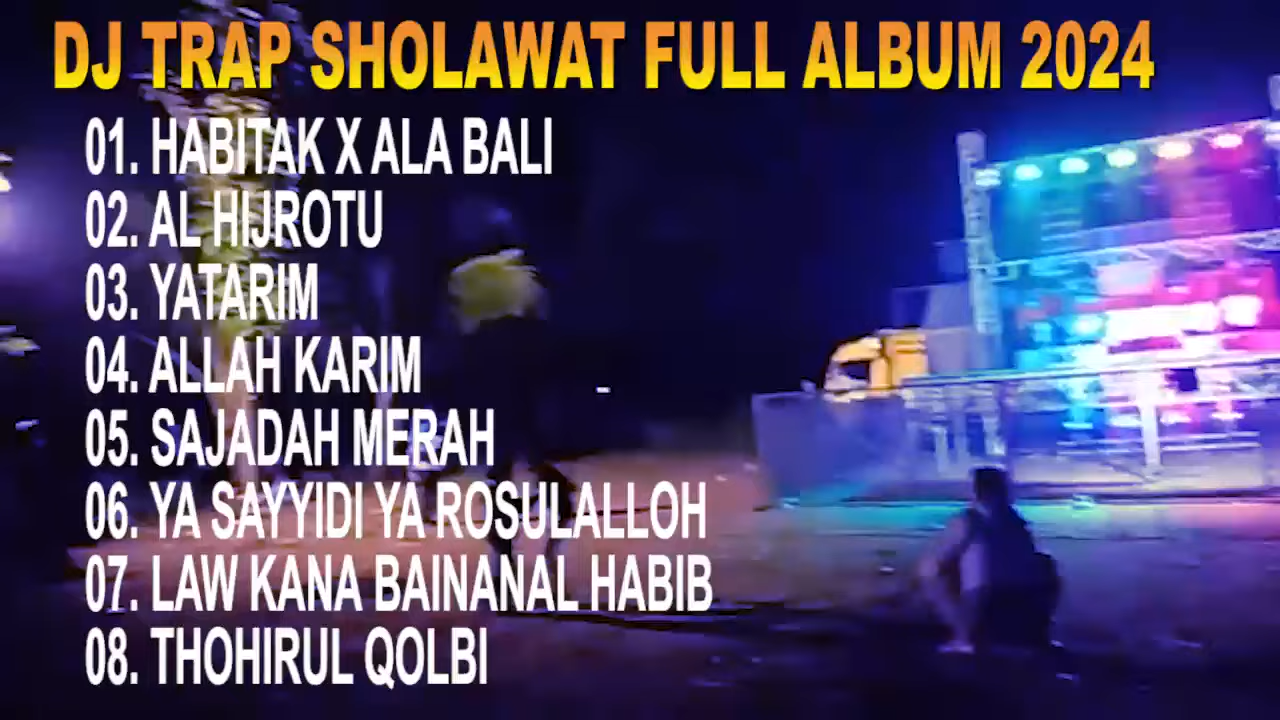 DJ TRAP SHOLAWAT FULL ALBUM 2024
01. HABITAK X ALA BALI
02. AL HIJROTU
03. YATARIM
04. ALLAH KARIM
05. SAJADAH MERAH
06. YA SAYYIDI YA ROSULALLOH
07. LAW KANA BAINANAL HABIB
08. THOHIRUL QOLBI